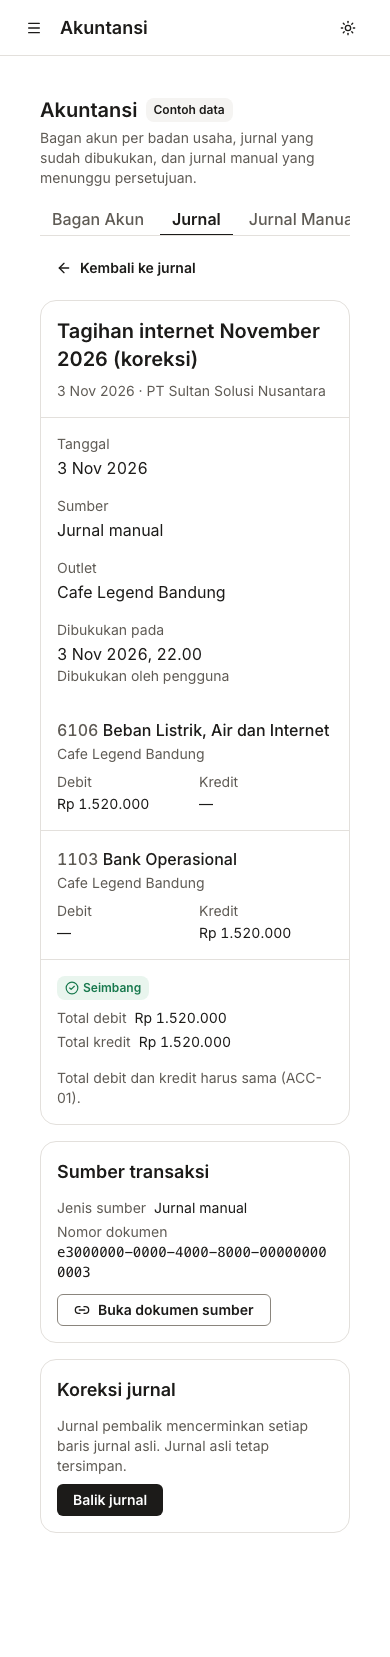 Akuntansi
Akuntansi Contoh data
Bagan akun per badan usaha, jurnal yang
sudah dibukukan, dan jurnal manual yang
menunggu persetujuan.
Bagan Akun Jurnal Jurnal Manua
Kembali ke jurnal
Tagihan internet November
2026 (koreksi)
3 Nov 2026 · PT Sultan Solusi Nusantara
Tanggal
3 Nov 2026
Sumber
Jurnal manual
Outlet
Cafe Legend Bandung
Dibukukan pada
3 Nov 2026, 22.00
Dibukukan oleh pengguna
6106 Beban Listrik, Air dan Internet
Cafe Legend Bandung
Debit Kredit
Rp 1.520.000 —
1103 Bank Operasional
Cafe Legend Bandung
Debit Kredit
— Rp 1.520.000
Seimbang
Total debit Rp 1.520.000
Total kredit Rp 1.520.000
Total debit dan kredit harus sama (ACC-
01).
Sumber transaksi
Jenis sumber Jurnal manual
Nomor dokumen
e3000000-0000-4000-8000-00000000
0003
Buka dokumen sumber
Koreksi jurnal
Jurnal pembalik mencerminkan setiap
baris jurnal asli. Jurnal asli tetap
tersimpan.
Balik jurnal